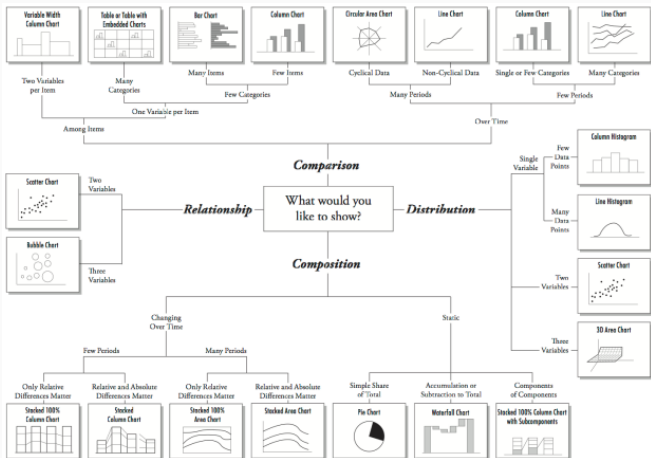 Variable Width
Column Chart
Table or Table with
Embedded Charts
Bar Chart
Column Chart
Circular Area Chart
Line Chart
Column Chart
Line Chart
Two Variables
per Item
Many
Categories
Many Items
Few Items
Cyclical Data
Non-Cyclical Data
Single or Few Categories
Many Categories
Few Categories
Many Periods
Few Periods
One Variable per Item
Among Items
Over Time
Comparison
What would you
like to show?
Relationship
Distribution
Composition
Scatter Chart
Two
Variables
Bubble Chart
Three
Variables
Single
Variable
Few
Data
Points
Column Histogram
Many
Data
Points
Line Histogram
Two
Variables
Scatter Chart
Three
Variables
3D Area Chart
Changing
Over Time
Static
Few Periods
Many Periods
Only Relative
Differences Matter
Relative and Absolute
Differences Matter
Only Relative
Differences Matter
Relative and Absolute
Differences Matter
Simple Share
of Total
Accumulation or
Subtraction to Total
Components of
Components
Stacked 100%
Column Chart
Stacked
Column Chart
Stacked 100%
Area Chart
Stacked Area Chart
Pie Chart
Waterfall Chart
Stacked 100% Column Chart
with Subcomponents